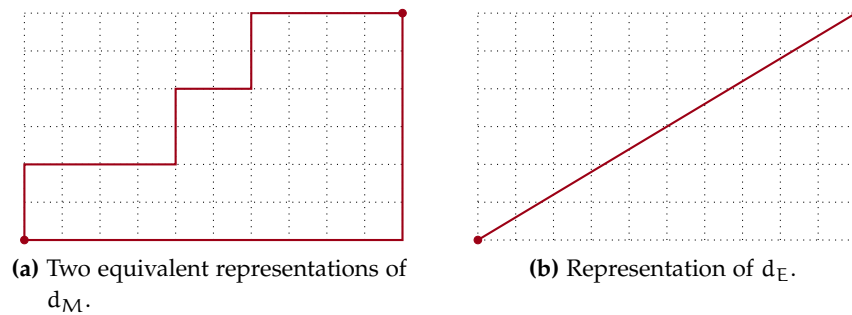 (a) Two equivalent representations of
d_M.
(b) Representation of d_E.